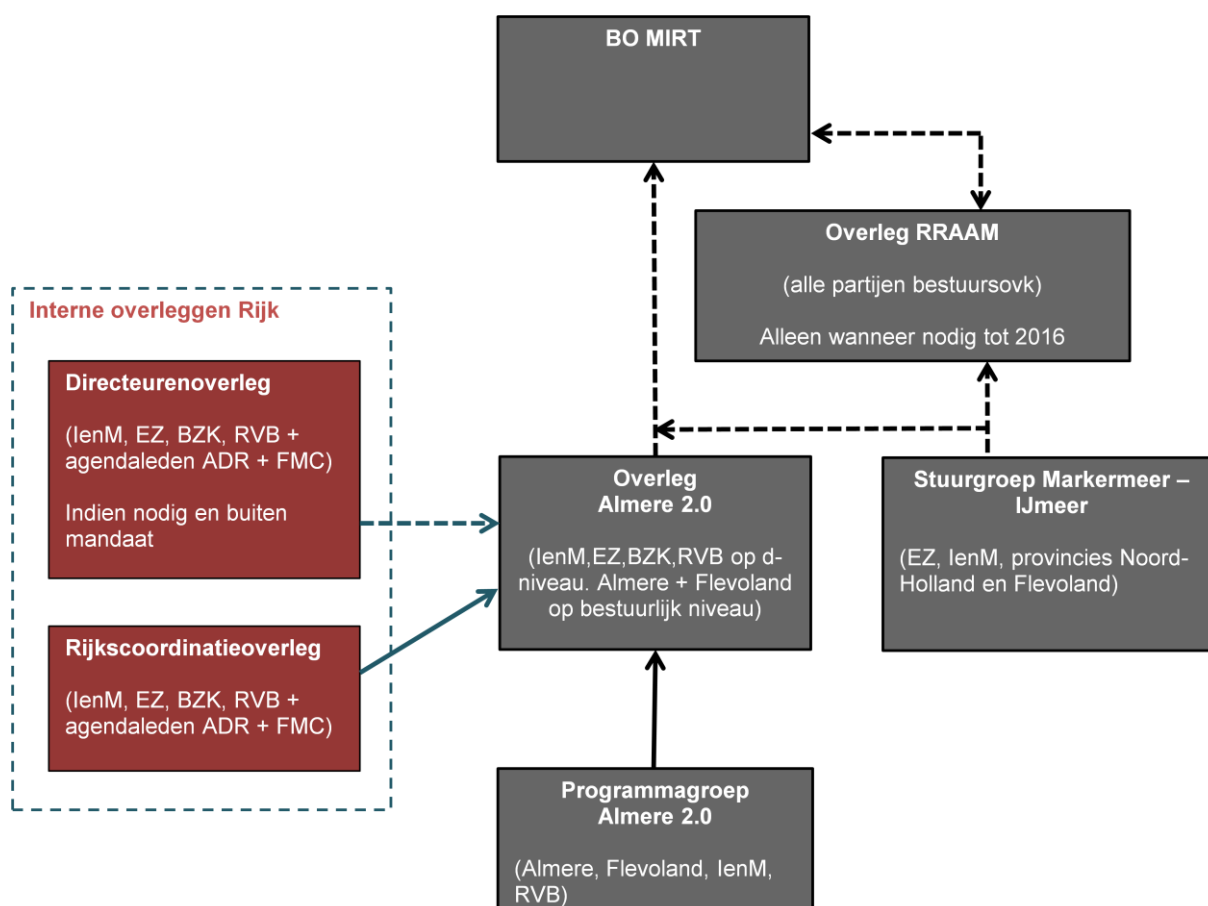 BO MIRT
Overleg RRAAM
(alle partijen bestuursovk)
Alleen wanneer nodig tot 2016
Interne overleggen Rijk
Directeurenoverleg
(IenM, EZ, BZK, RVB +
agendaleden ADR + FMC)
Indien nodig en buiten
mandaat
Rijkscoordinatieoverleg
(IenM, EZ, BZK, RVB +
agendaleden ADR + FMC)
Overleg
Almere 2.0
(IenM,EZ,BZK,RVB op d-
niveau. Almere + Flevoland
op bestuurlijk niveau)
Stuurgroep Markermeer –
IJmeer
(EZ, IenM, provincies Noord-
Holland en Flevoland)
Programmagroep
Almere 2.0
(Almere, Flevoland, IenM,
RVB)